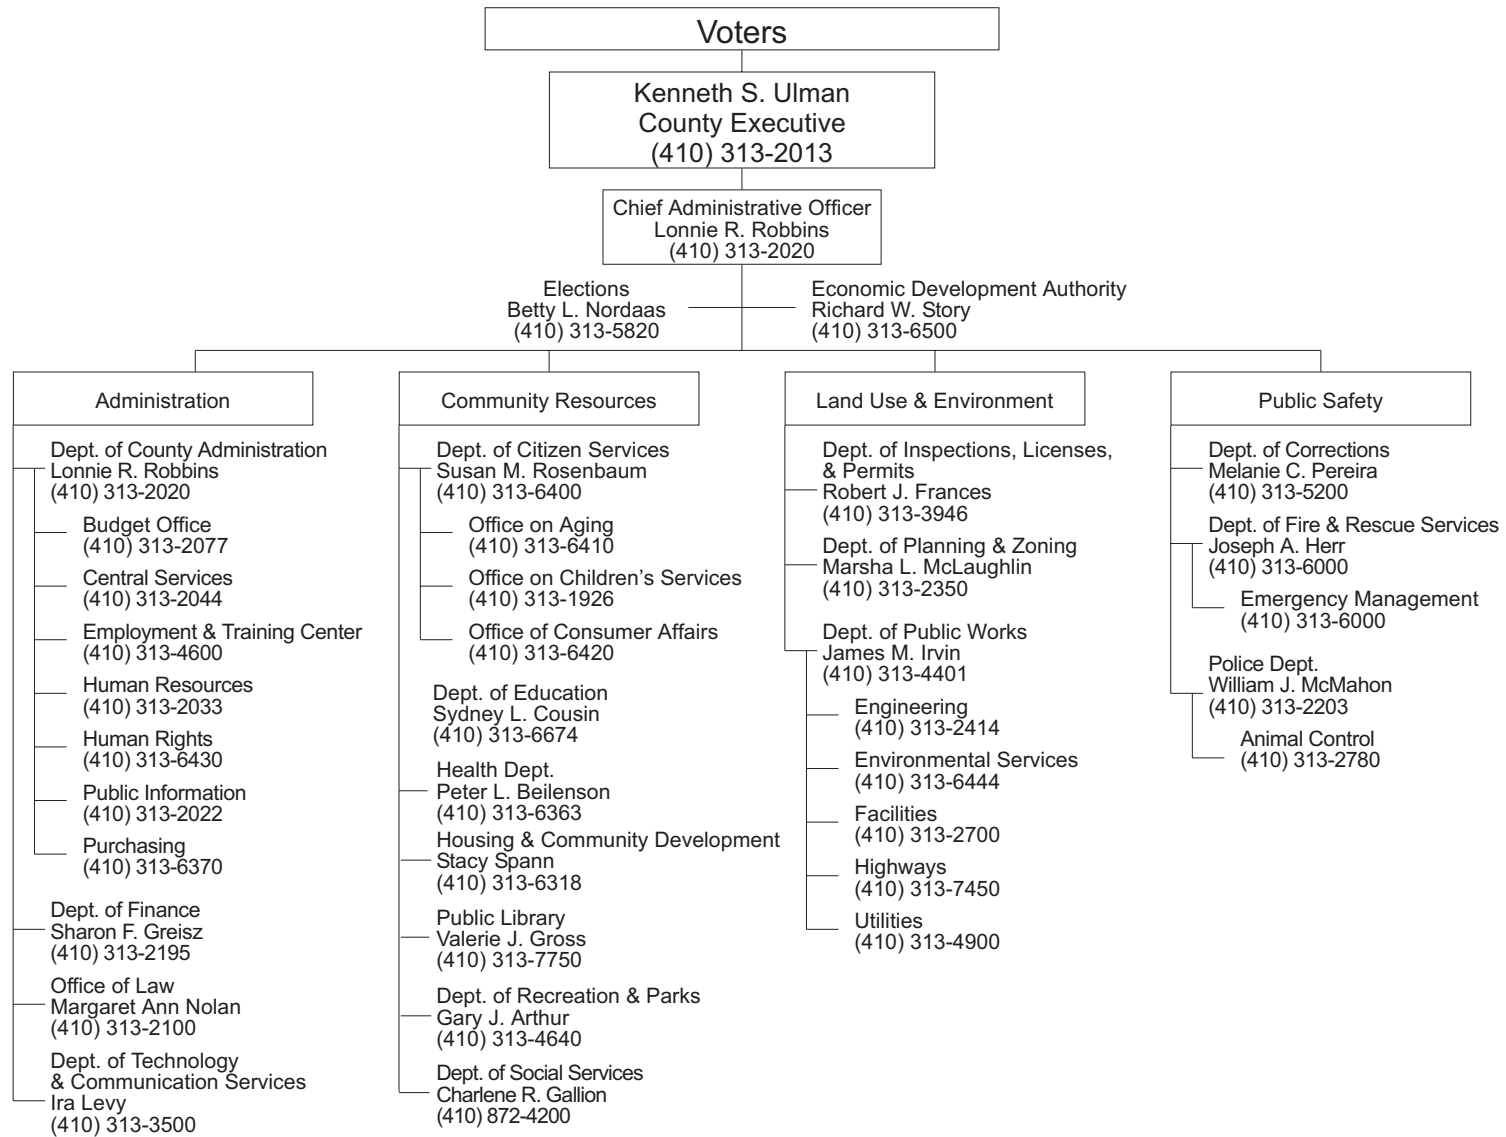 Voters
Kenneth S. Ulman
County Executive
(410) 313-2013
Chief Administrative Officer
Lonnie R. Robbins
(410) 313-2020
Elections
Betty L. Nordaas
(410) 313-5820
Economic Development Authority
Richard W. Story
(410) 313-6500
Administration
Dept. of County Administration
Lonnie R. Robbins
(410) 313-2020
Budget Office
(410) 313-2077
Central Services
(410) 313-2044
Employment & Training Center
(410) 313-4600
Human Resources
(410) 313-2033
Human Rights
(410) 313-6430
Public Information
(410) 313-2022
Purchasing
(410) 313-6370
Dept. of Finance
Sharon F. Greisz
(410) 313-2195
Office of Law
Margaret Ann Nolan
(410) 313-2100
Dept. of Technology
& Communication Services
Ira Levy
(410) 313-3500
Community Resources
Dept. of Citizen Services
Susan M. Rosenbaum
(410) 313-6400
Office on Aging
(410) 313-6410
Office on Children’s Services
(410) 313-1926
Office of Consumer Affairs
(410) 313-6420
Dept. of Education
Sydney L. Cousin
(410) 313-6674
Health Dept.
Peter L. Beilenson
(410) 313-6363
Housing & Community Development
Stacy Spann
(410) 313-6318
Public Library
Valerie J. Gross
(410) 313-7750
Dept. of Recreation & Parks
Gary J. Arthur
(410) 313-4640
Dept. of Social Services
Charlene R. Gallion
(410) 872-4200
Land Use & Environment
Dept. of Inspections, Licenses,
& Permits
Robert J. Frances
(410) 313-3946
Dept. of Planning & Zoning
Marsha L. McLaughlin
(410) 313-2350
Dept. of Public Works
James M. Irvin
(410) 313-4401
Engineering
(410) 313-2414
Environmental Services
(410) 313-6444
Facilities
(410) 313-2700
Highways
(410) 313-7450
Utilities
(410) 313-4900
Public Safety
Dept. of Corrections
Melanie C. Pereira
(410) 313-5200
Dept. of Fire & Rescue Services
Joseph A. Herr
(410) 313-6000
Emergency Management
(410) 313-6000
Police Dept.
William J. McMahon
(410) 313-2203
Animal Control
(410) 313-2780